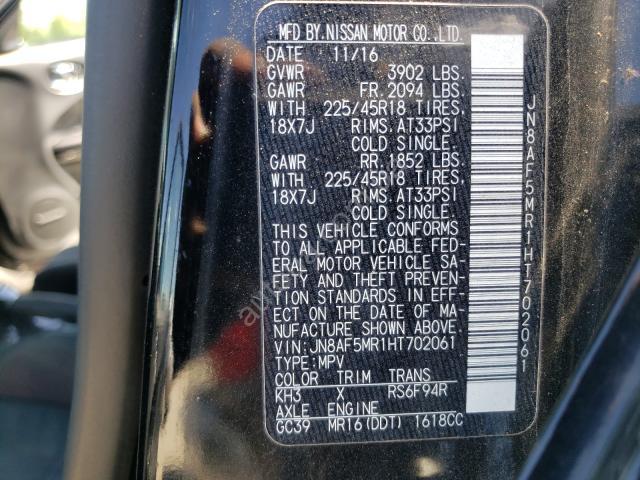 MFD BY.NISSAN MOTOR CO.,LTD.
DATE 11/16
GVWR 3902 LBS.
GAWR FR.2094 LBS.
WITH 225/45R18 TIRES.
18X7J RIMS.AT33PSI
COLD SINGLE.
GAWR RR.1852 LBS.
WITH 225/45R18 TIRES.
18X7J RIMS.AT33PSI
COLD SINGLE.
THIS VEHICLE CONFORMS
TO ALL APPLICABLE FED-
ERAL MOTOR VEHICLE SA-
FETY AND THEFT PREVEN-
TION STANDARDS IN EFF-
ECT ON THE DATE OF MA-
NUFACTURE SHOWN ABOVE.
VIN:JN8AF5MR1HT702061
TYPE:MPV
COLOR TRIM TRANS
KH3 X RS6F94R
AXLE ENGINE
GC39 MR16(DDT) 1618CC
JN8AF5MR1HT702061